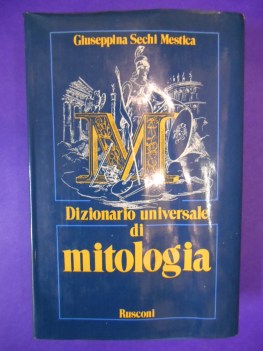 Giuseppina Sechi Mestica
M
Dizionario universale
di
mitologia
Rusconi